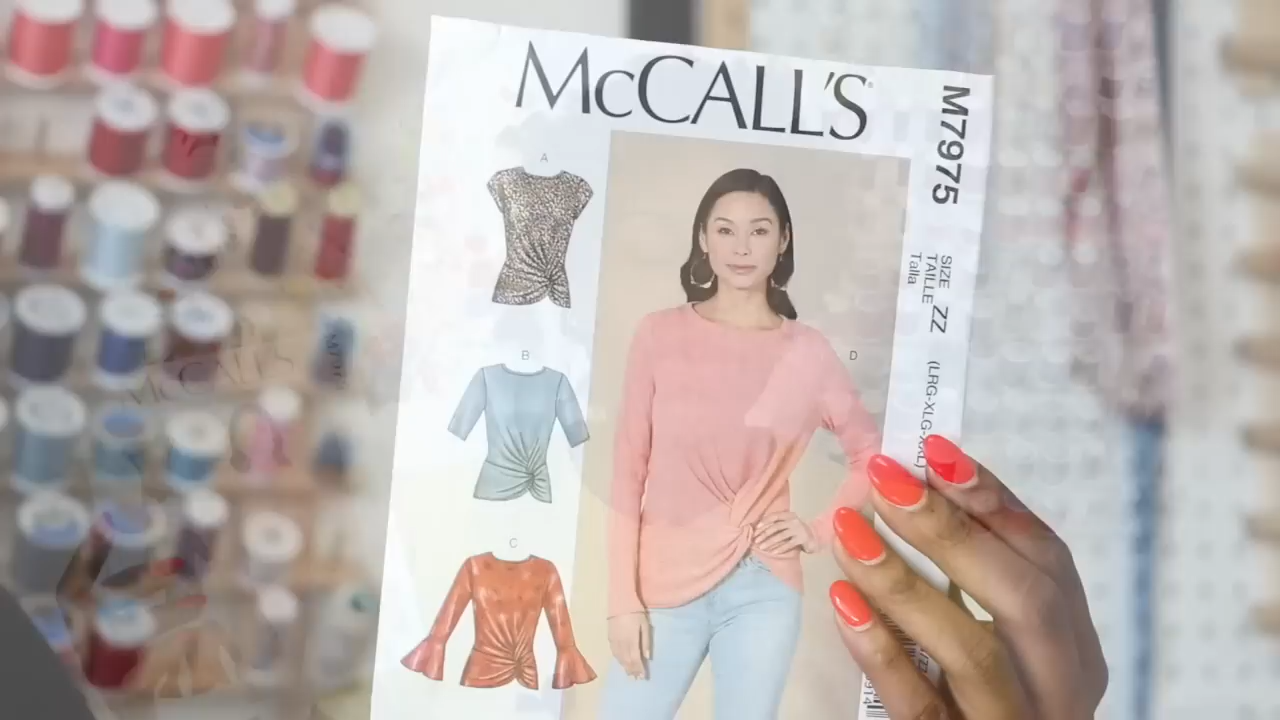 McCALL'S
M7975
A
SIZE
TAILLE ZZ (LRG-XLG-XXL)
Talla
B
D
C